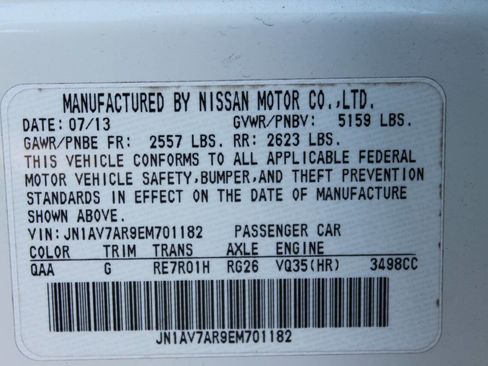 MANUFACTURED BY NISSAN MOTOR CO.,LTD.
DATE: 07/13 GVWR/PNBV: 5159 LBS.
GAWR/PNBE FR: 2557 LBS. RR: 2623 LBS.
THIS VEHICLE CONFORMS TO ALL APPLICABLE FEDERAL
MOTOR VEHICLE SAFETY,BUMPER,AND THEFT PREVENTION
STANDARDS IN EFFECT ON THE DATE OF MANUFACTURE
SHOWN ABOVE.
VIN: JN1AV7AR9EM701182 PASSENGER CAR
COLOR TRIM TRANS AXLE ENGINE
QAA G RE7R01H RG26 VQ35(HR) 3498CC
JN1AV7AR9EM701182